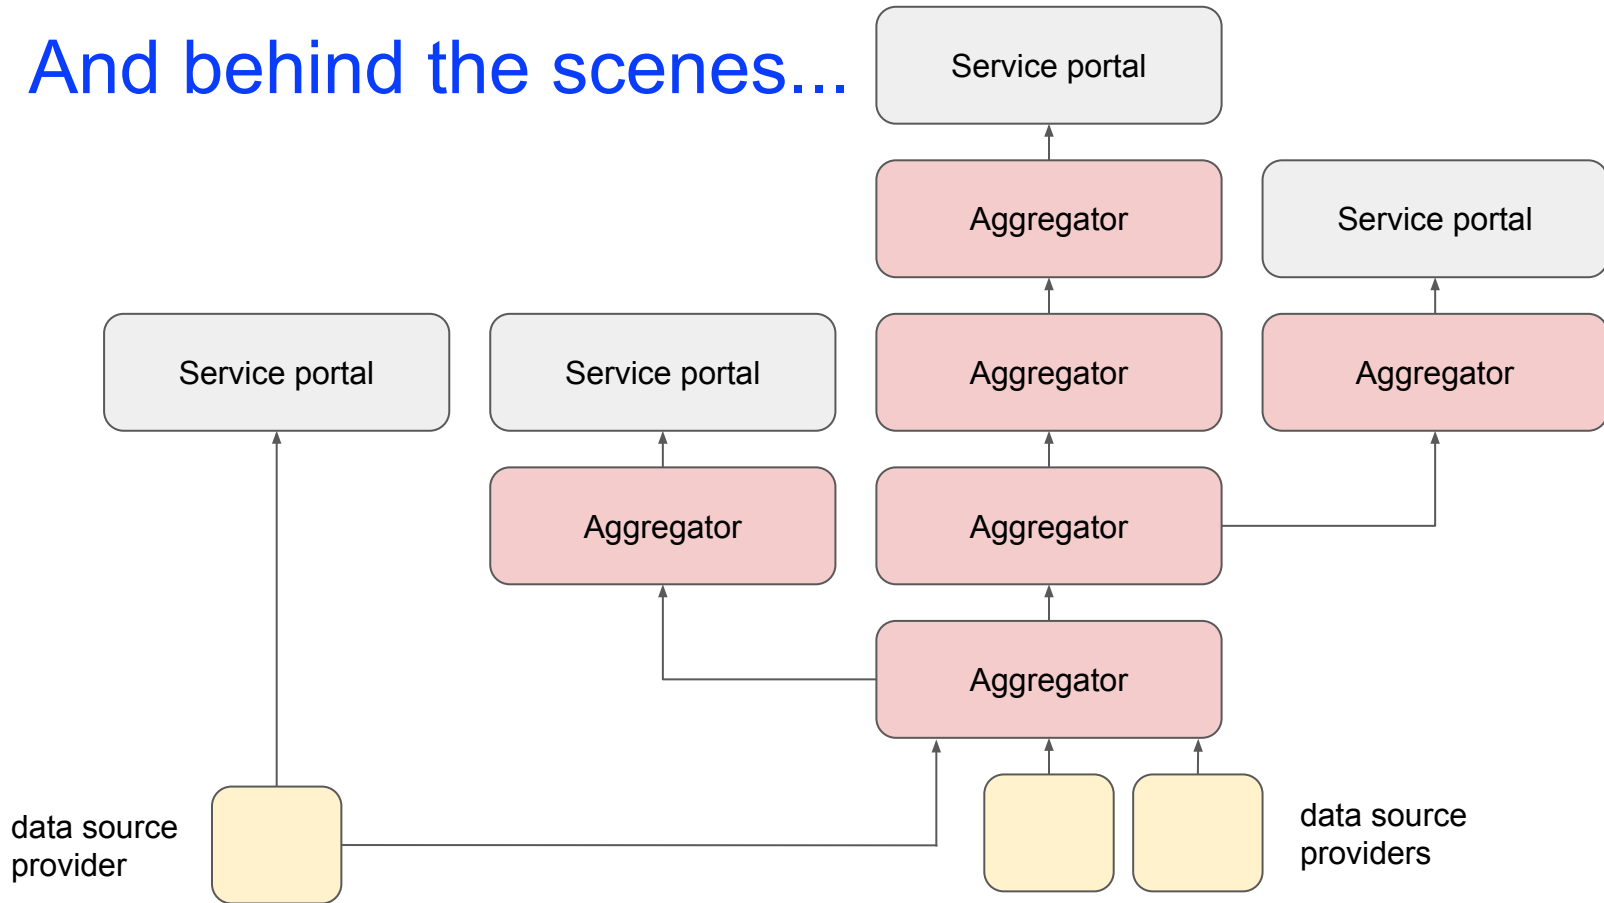 And behind the scenes...
Service portal
Aggregator
Service portal
Service portal
Service portal
Aggregator
Aggregator
Aggregator
Aggregator
Aggregator
data source
provider
data source
providers